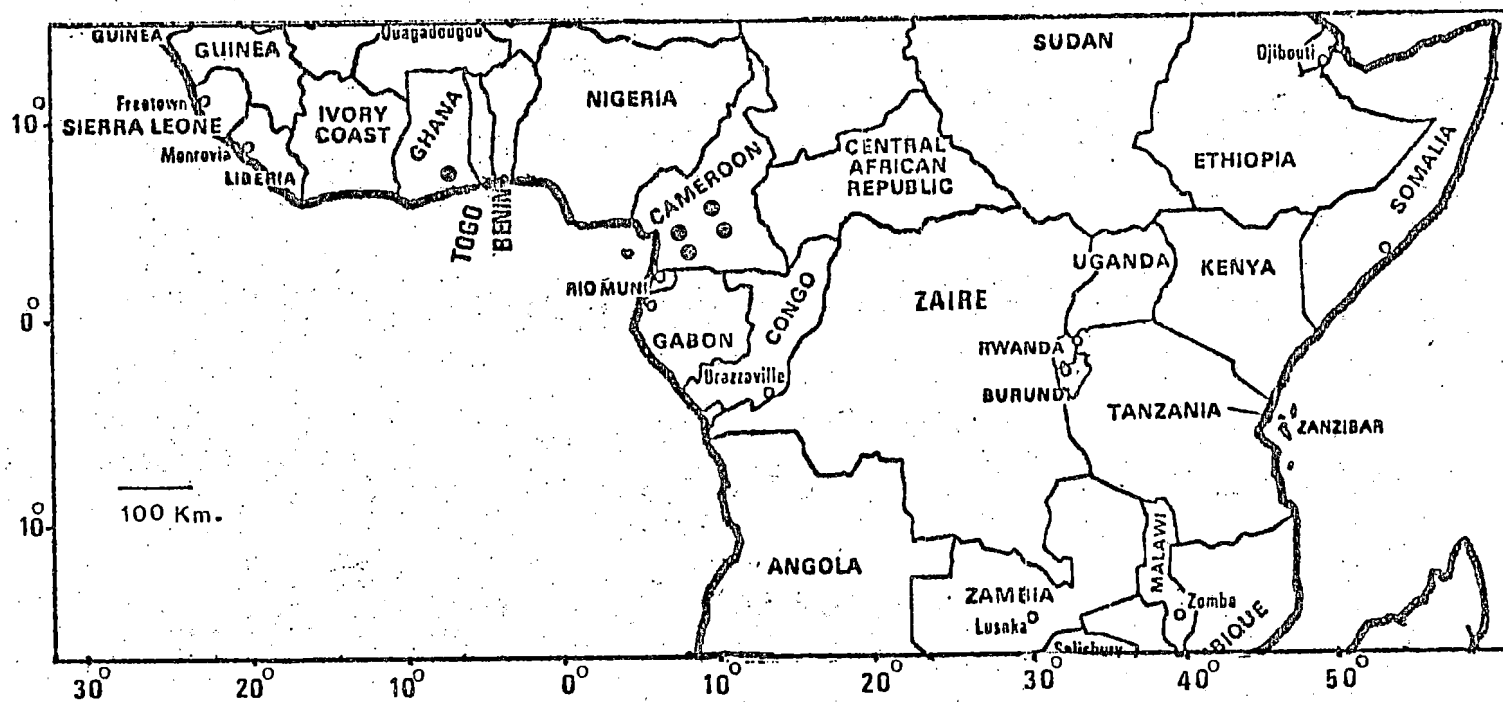 GUINEA
GUINEA
Ouagadougou
SUDAN
Djibouti
NIGERIA
10°
Freetown
SIERRA LEONE
IVORY
COAST
GHANA
CENTRAL
AFRICAN
REPUBLIC
ETHIOPIA
SOMALIA
Monrovia
LIBERIA
CAMEROON
TOGO
BENIN
UGANDA
KENYA
RIO MUNI
ZAIRE
CONGO
0°
GABON
RWANDA
Brazzaville
BURUNDI
TANZANIA
ZANZIBAR
100 Km.
10°
ANGOLA
MALAWI
ZAMBIA
Lusaka
Zomba
Salisbury
BIQUE
30° 20° 10° 0° 10° 20° 30° 40° 50°